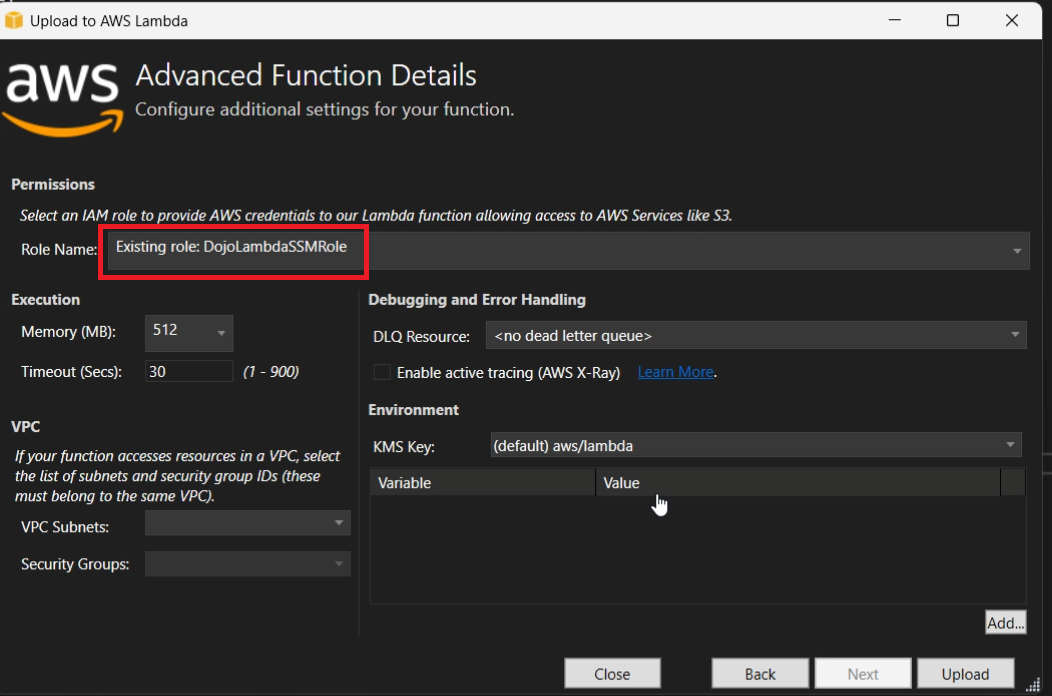 Upload to AWS Lambda
aws
Advanced Function Details
Configure additional settings for your function.
Permissions
Select an IAM role to provide AWS credentials to our Lambda function allowing access to AWS Services like S3.
Role Name: Existing role: DojoLambdaSSMRole
Execution
Memory (MB): 512
Timeout (Secs): 30 (1 - 900)
VPC
If your function accesses resources in a VPC, select
the list of subnets and security group IDs (these
must belong to the same VPC).
VPC Subnets:
Security Groups:
Debugging and Error Handling
DLQ Resource: <no dead letter queue>
Enable active tracing (AWS X-Ray) Learn More.
Environment
KMS Key: (default) aws/lambda
Variable Value
Add...
Close Back Next Upload